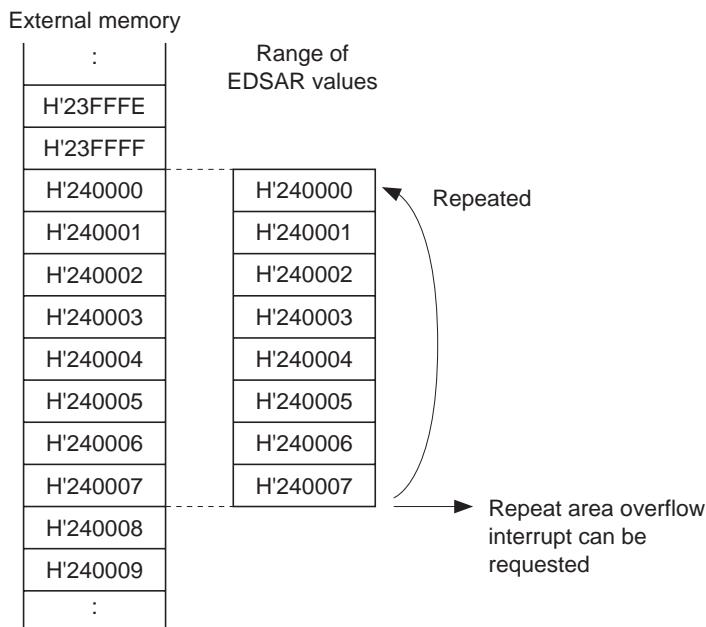 External memory
:
H'23FFFE
H'23FFFF
H'240000
H'240001
H'240002
H'240003
H'240004
H'240005
H'240006
H'240007
H'240008
H'240009
:
Range of
EDSAR values
H'240000
H'240001
H'240002
H'240003
H'240004
H'240005
H'240006
H'240007
Repeated
Repeat area overflow
interrupt can be
requested